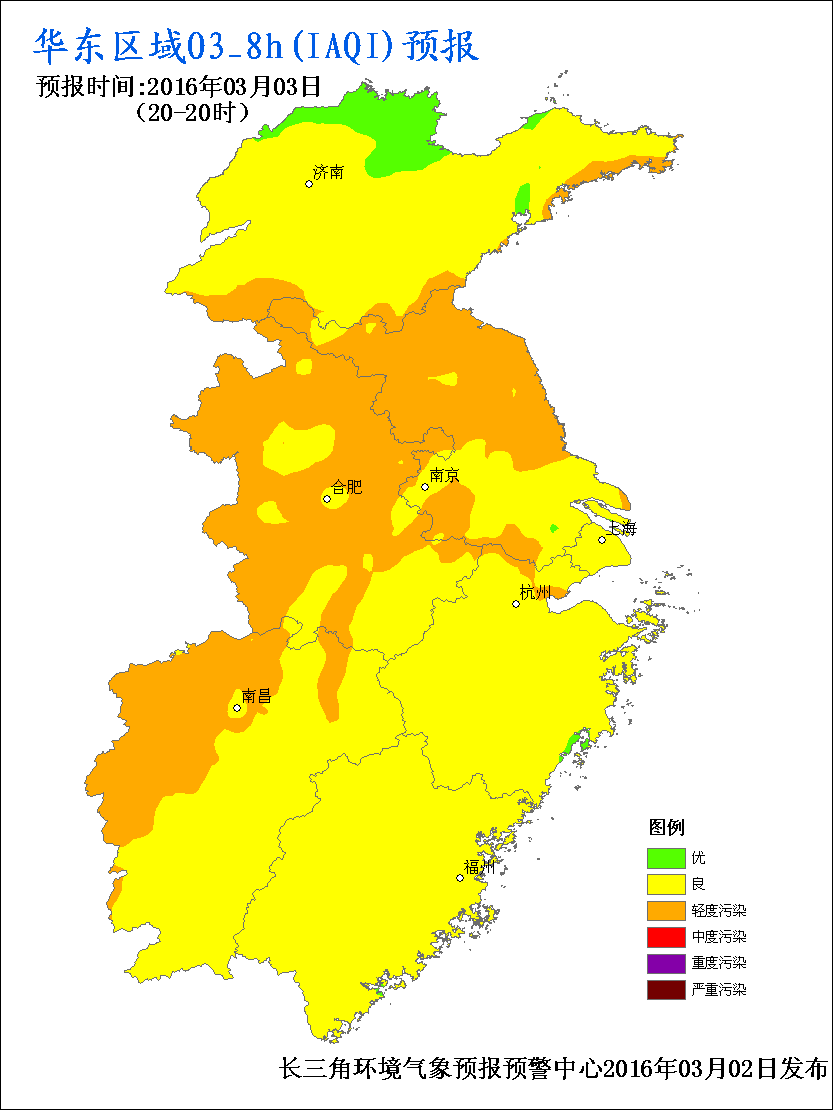 华东区域O3_8h(IAQI)预报
预报时间:2016年03月03日
（20-20时）
济南
南京
合肥
上海
杭州
南昌
福州
图例
优
良
轻度污染
中度污染
重度污染
严重污染
长三角环境气象预报预警中心2016年03月02日发布